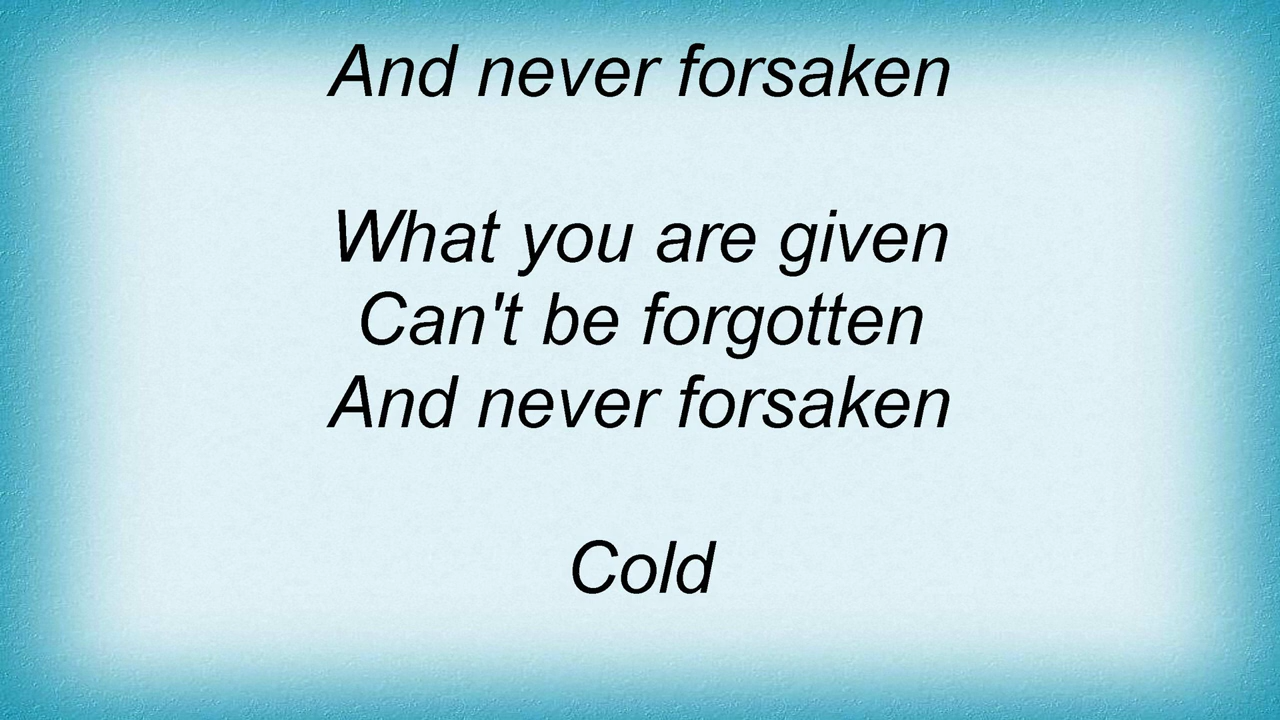 And never forsaken
What you are given
Can't be forgotten
And never forsaken
Cold